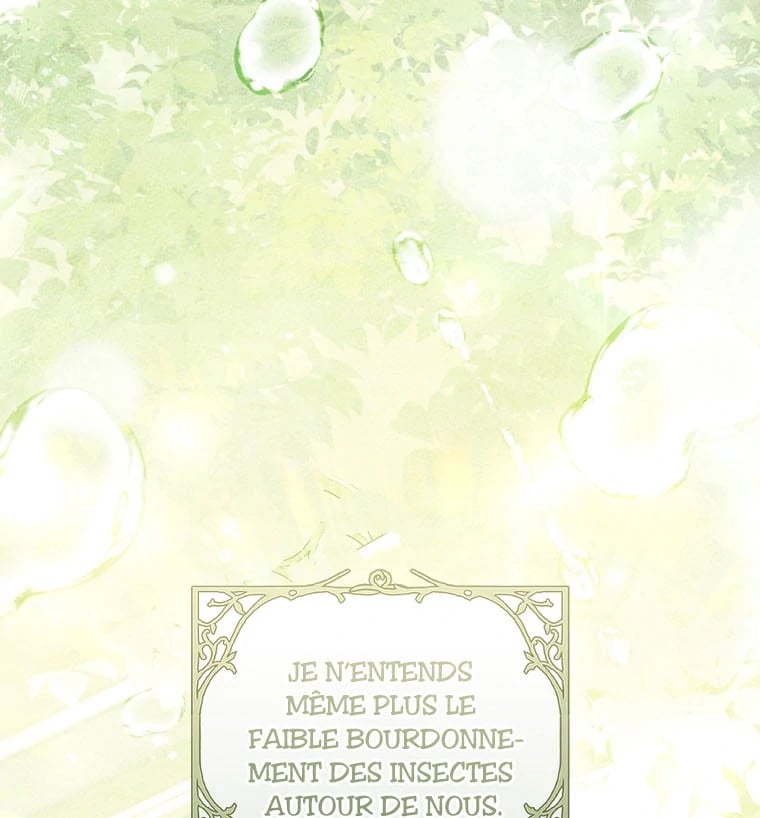 JE N'ENTENDS
MÊME PLUS LE
FAIBLE BOURDONNE-
MENT DES INSECTES
AUTOUR DE NOUS.